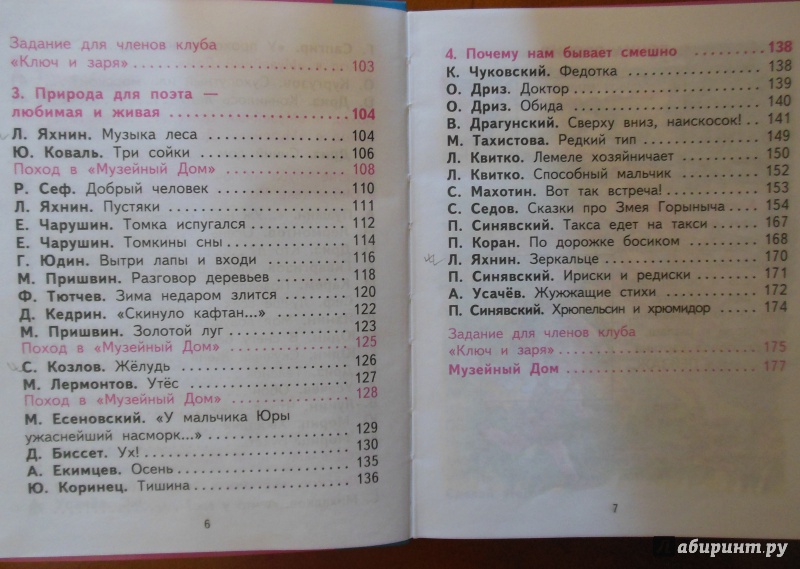 Задание для членов клуба
«Ключ и заря» 103
3. Природа для поэта —
любимая и живая 104
Л. Яхнин. Музыка леса 104
Ю. Коваль. Три сойки 106
Поход в «Музейный Дом» 108
Р. Сеф. Добрый человек 110
Л. Яхнин. Пустяки 111
Е. Чарушин. Томка испугался 112
Е. Чарушин. Томкины сны 114
Г. Юдин. Вытри лапы и входи 116
М. Пришвин. Разговор деревьев 118
Ф. Тютчев. Зима недаром злится 120
Д. Кедрин. «Скинуло кафтан...» 122
М. Пришвин. Золотой луг 123
Поход в «Музейный Дом» 125
С. Козлов. Жёлудь 126
М. Лермонтов. Утёс 127
Поход в «Музейный Дом» 128
М. Есеновский. «У мальчика Юры
ужаснейший насморк...» 129
Д. Биссет. Ух! 130
А. Екимцев. Осень 135
Ю. Коринец. Тишина 136
6
4. Почему нам бывает смешно 138
К. Чуковский. Федотка 138
О. Дриз. Доктор 139
О. Дриз. Обида 140
В. Драгунский. Сверху вниз, наискосок! 141
М. Тахистова. Редкий тип 149
Л. Квитко. Лемеле хозяйничает 150
Л. Квитко. Способный мальчик 152
С. Махотин. Вот так встреча! 153
С. Седов. Сказки про Змея Горыныча 154
П. Синявский. Такса едет на такси 167
П. Коран. По дорожке босиком 168
Л. Яхнин. Зеркальце 170
П. Синявский. Ириски и редиски 171
А. Усачёв. Жужжащие стихи 172
П. Синявский. Хрюпельсин и хрюмидор 174
Задание для членов клуба
«Ключ и заря» 175
Музейный Дом 177
7
лабиринт.ру